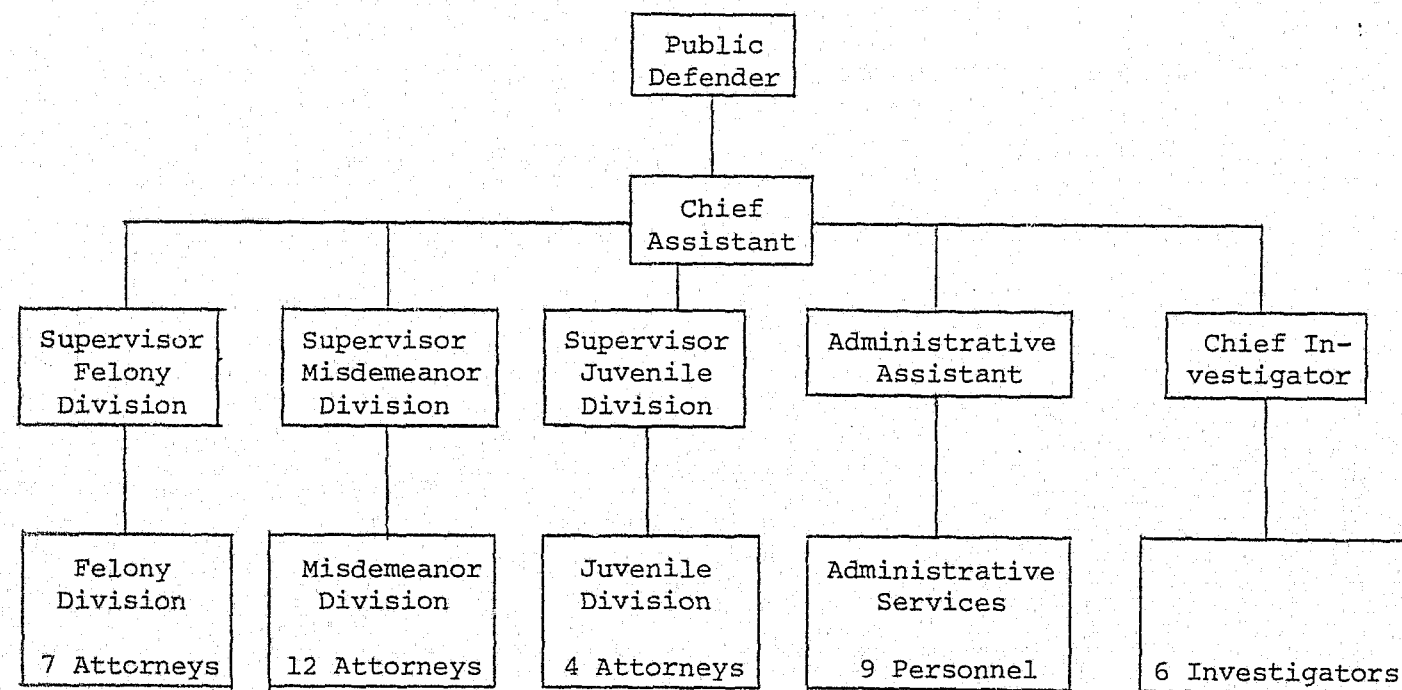 Public
Defender
Chief
Assistant
Supervisor
Felony
Division
Supervisor
Misdemeanor
Division
Supervisor
Juvenile
Division
Administrative
Assistant
Chief In-
vestigator
Felony
Division
7 Attorneys
Misdemeanor
Division
12 Attorneys
Juvenile
Division
4 Attorneys
Administrative
Services
9 Personnel
6 Investigators